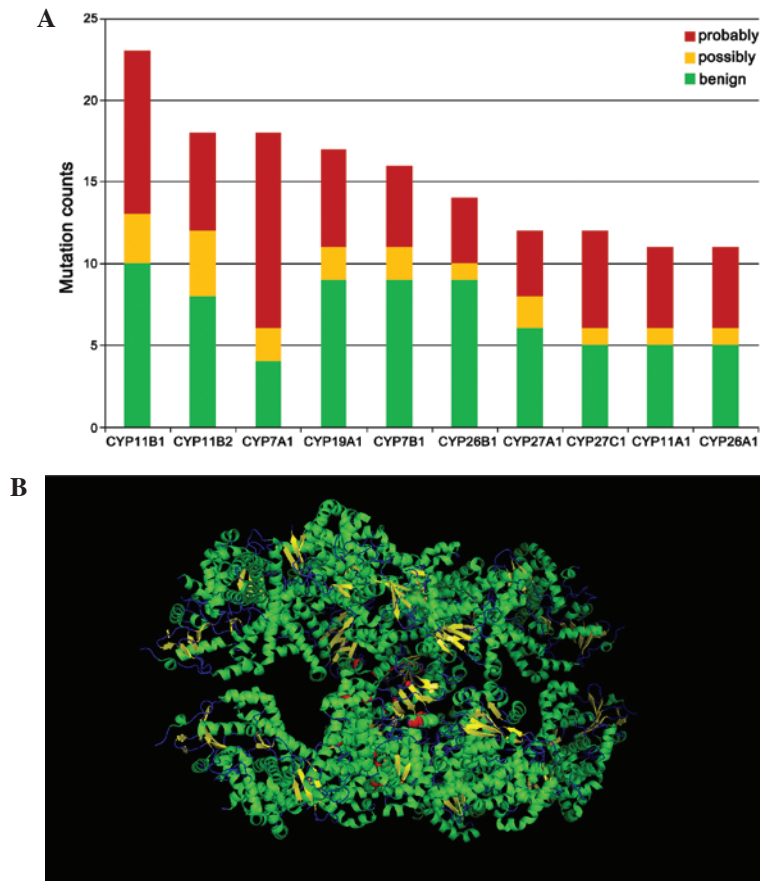 A
25
20
15
10
5
0
Mutation counts
probably
possibly
benign
CYP11B1 CYP11B2 CYP7A1 CYP19A1 CYP7B1 CYP26B1 CYP27A1 CYP27C1 CYP11A1 CYP26A1
B